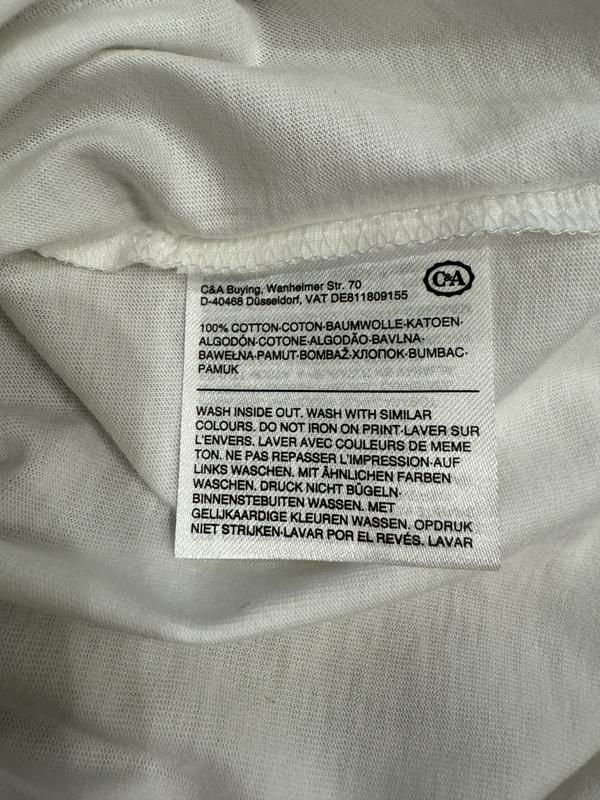 C&A Buying, Wanheimer Str. 70
D-40468 Düsseldorf, VAT DE811809155
C&A
100% COTTON·COTON·BAUMWOLLE·KATOEN·
ALGODÓN·COTONE·ALGODÃO·BAVLNA·
BAWEŁNA·PAMUT·BOMBAŽ·ХЛОПОК·BUMBAC·
PAMUK
WASH INSIDE OUT. WASH WITH SIMILAR
COLOURS. DO NOT IRON ON PRINT·LAVER SUR
L'ENVERS. LAVER AVEC COULEURS DE MEME
TON. NE PAS REPASSER L'IMPRESSION·AUF
LINKS WASCHEN. MIT ÄHNLICHEN FARBEN
WASCHEN. DRUCK NICHT BÜGELN·
BINNENSTEBUITEN WASSEN. MET
GELIJKAARDIGE KLEUREN WASSEN. OPDRUK
NIET STRIJKEN·LAVAR POR EL REVÉS. LAVAR